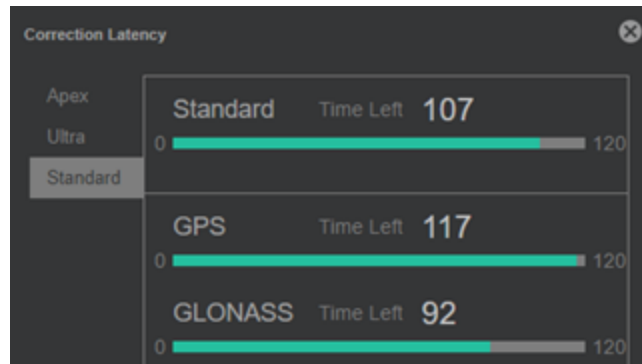 Correction Latency
Apex
Ultra
Standard
Standard Time Left 107
0 120
GPS Time Left 117
0 120
GLONASS Time Left 92
0 120